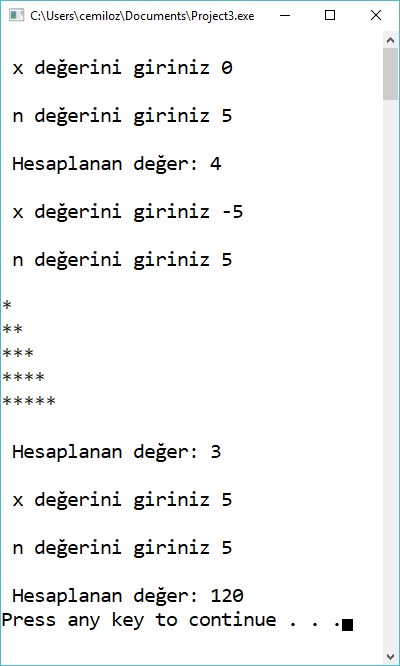 C:\Users\cemiloz\Documents\Project3.exe
x değerini giriniz 0
n değerini giriniz 5
Hesaplanan değer: 4
x değerini giriniz -5
n değerini giriniz 5
*
**
***
****
*****
Hesaplanan değer: 3
x değerini giriniz 5
n değerini giriniz 5
Hesaplanan değer: 120
Press any key to continue . . .